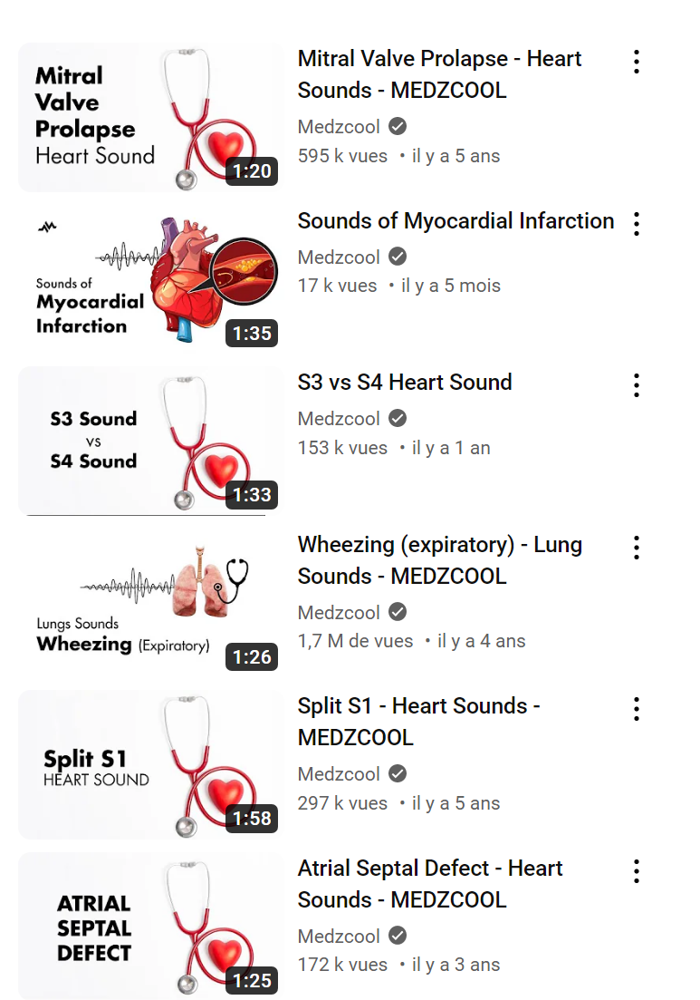 Mitral
Valve
Prolapse
Heart Sound
1:20
Mitral Valve Prolapse - Heart
Sounds - MEDZCOOL
Medzcool
595 k vues • il y a 5 ans
Sounds of
Myocardial
Infarction
1:35
Sounds of Myocardial Infarction
Medzcool
17 k vues • il y a 5 mois
S3 Sound
vs
S4 Sound
1:33
S3 vs S4 Heart Sound
Medzcool
153 k vues • il y a 1 an
Lungs Sounds
Wheezing (Expiratory)
1:26
Wheezing (expiratory) - Lung
Sounds - MEDZCOOL
Medzcool
1,7 M de vues • il y a 4 ans
Split S1
HEART SOUND
1:58
Split S1 - Heart Sounds -
MEDZCOOL
Medzcool
297 k vues • il y a 5 ans
ATRIAL
SEPTAL
DEFECT
1:25
Atrial Septal Defect - Heart
Sounds - MEDZCOOL
Medzcool
172 k vues • il y a 3 ans